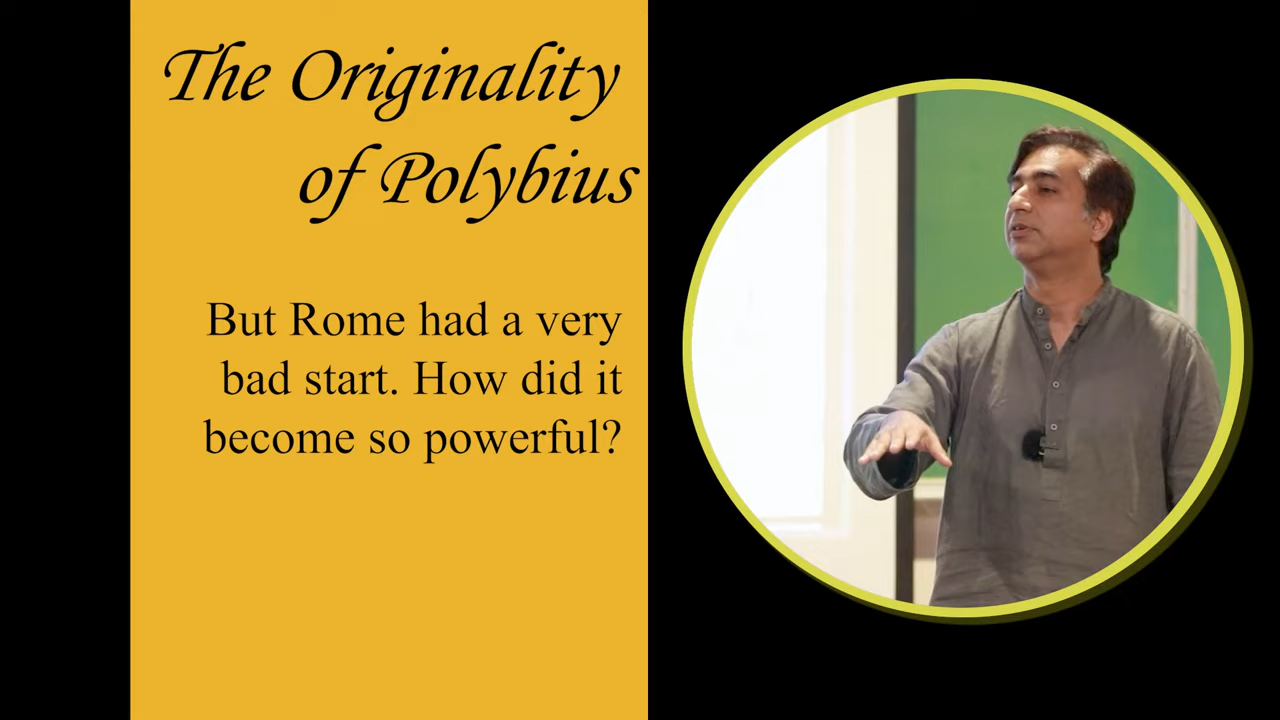 The Originality
of Polybius
But Rome had a very
bad start. How did it
become so powerful?